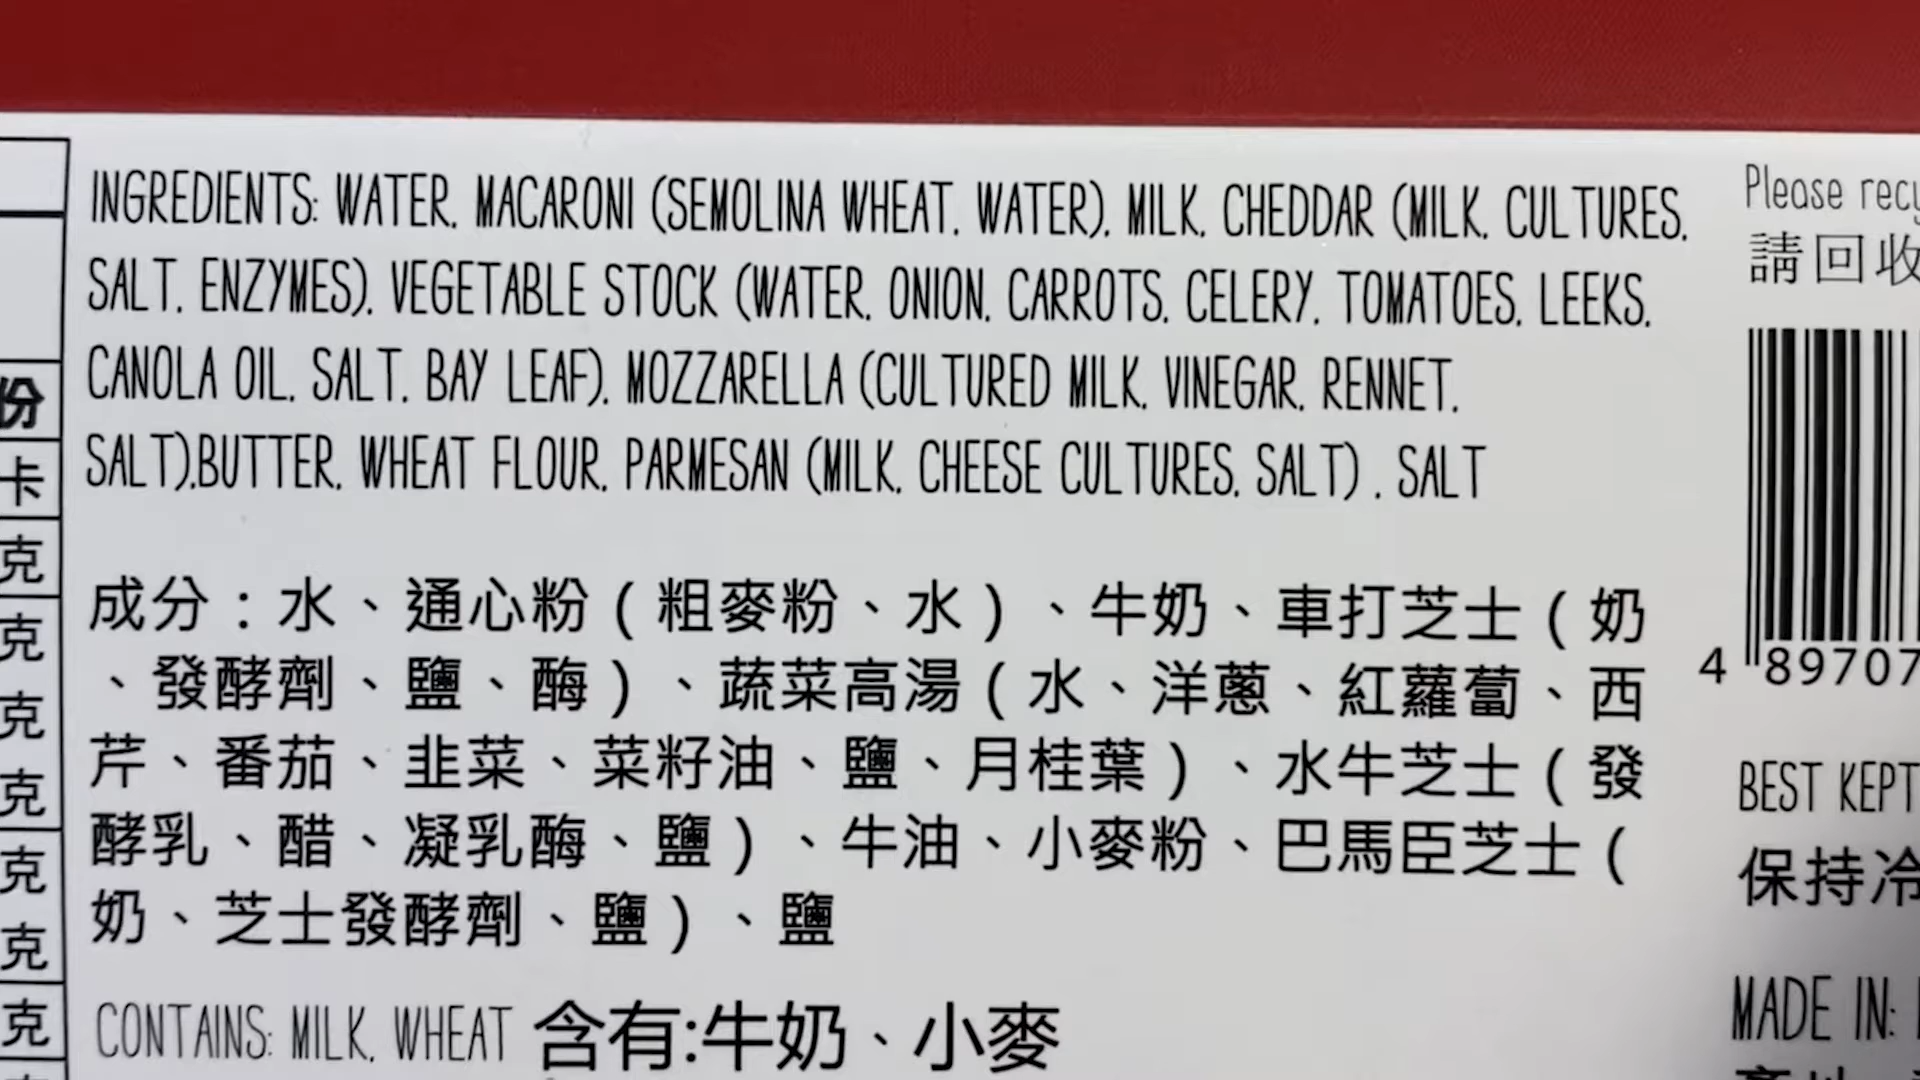 INGREDIENTS: WATER, MACARONI (SEMOLINA WHEAT, WATER), MILK, CHEDDAR (MILK, CULTURES,
SALT, ENZYMES), VEGETABLE STOCK (WATER, ONION, CARROTS, CELERY, TOMATOES, LEEKS,
CANOLA OIL, SALT, BAY LEAF), MOZZARELLA (CULTURED MILK, VINEGAR, RENNET,
SALT),BUTTER, WHEAT FLOUR, PARMESAN (MILK, CHEESE CULTURES, SALT) , SALT
成分：水、通心粉（粗麥粉、水）、牛奶、車打芝士（奶
、發酵劑、鹽、酶）、蔬菜高湯（水、洋蔥、紅蘿蔔、西
芹、番茄、韭菜、菜籽油、鹽、月桂葉）、水牛芝士（發
酵乳、醋、凝乳酶、鹽）、牛油、小麥粉、巴馬臣芝士（
奶、芝士發酵劑、鹽）、鹽
CONTAINS: MILK, WHEAT 含有:牛奶、小麥
份
卡
克
克
克
克
克
克
克
Please
請回收
4 89707
BEST KEPT
保持冷
MADE IN: